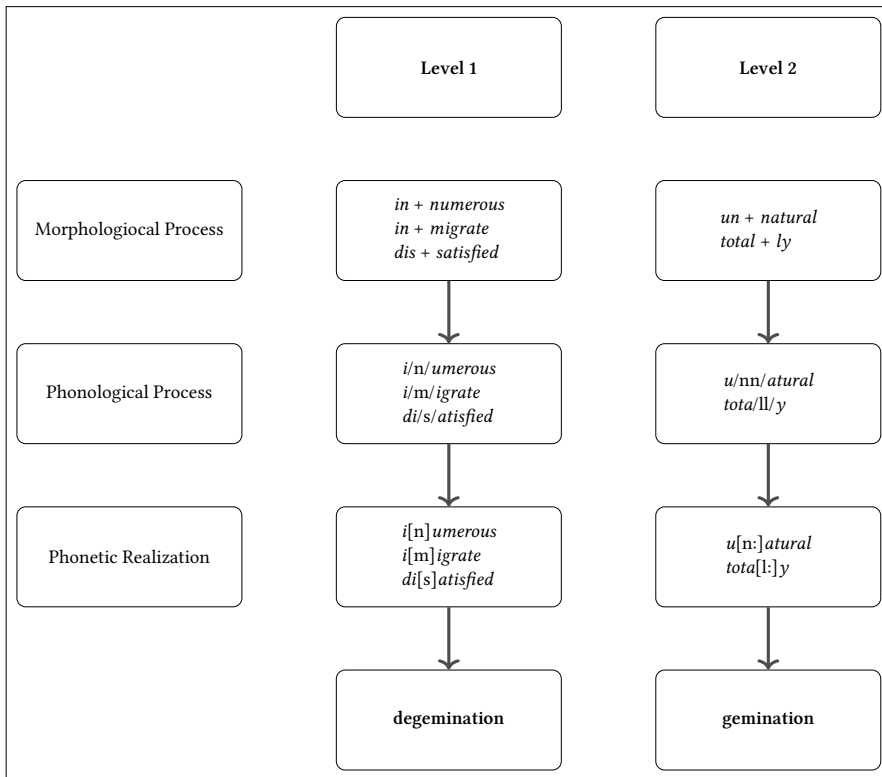 Level 1
Level 2
Morphologiocal Process
in + numerous
in + migrate
dis + satisfied
un + natural
total + ly
Phonological Process
i/n/umerous
i/m/igrate
di/s/atisfied
u/nn/atural
tota/ll/y
Phonetic Realization
i[n]umerous
i[m]igrate
di[s]atisfied
u[n:]atural
tota[l:]y
degemination
gemination